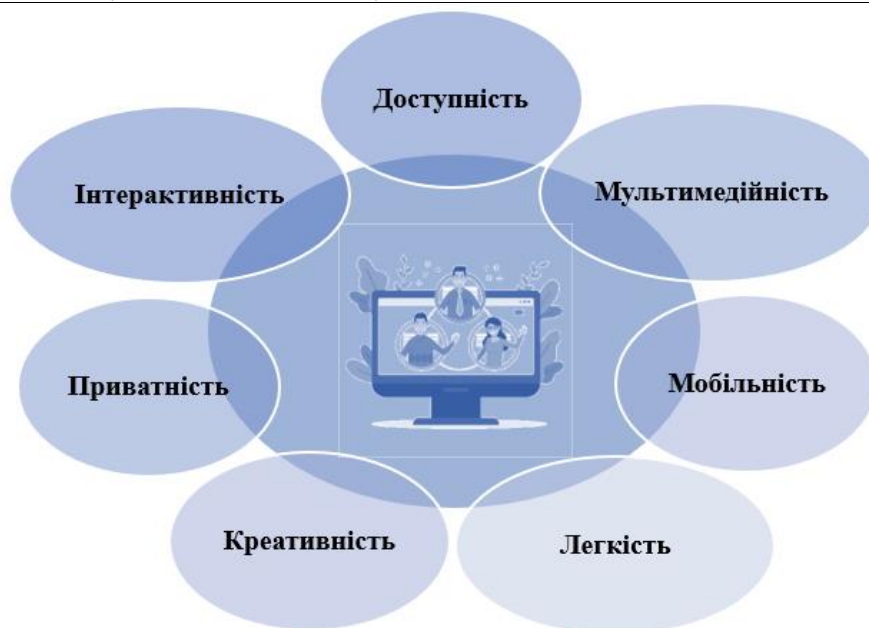 Доступність
Інтерактивність
Мультимедійність
Приватність
Мобільність
Креативність
Легкість